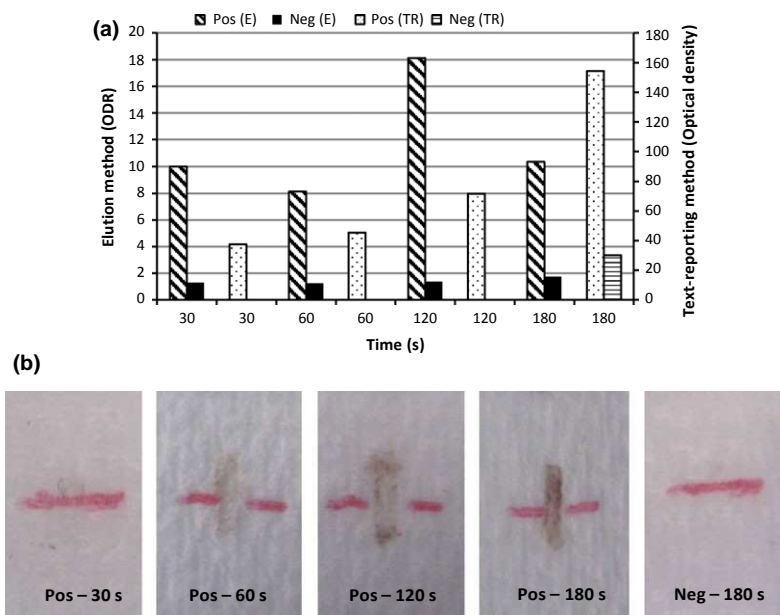 (a)
Pos (E) Neg (E) Pos (TR) Neg (TR)
Elution method (ODR)
20
18
16
14
12
10
8
6
4
2
0
180
160
140
120
100
80
60
40
20
0
Text-reporting method (Optical density)
30 30 60 60 120 120 180 180
Time (s)
(b)
Pos – 30 s Pos – 60 s Pos – 120 s Pos – 180 s Neg – 180 s